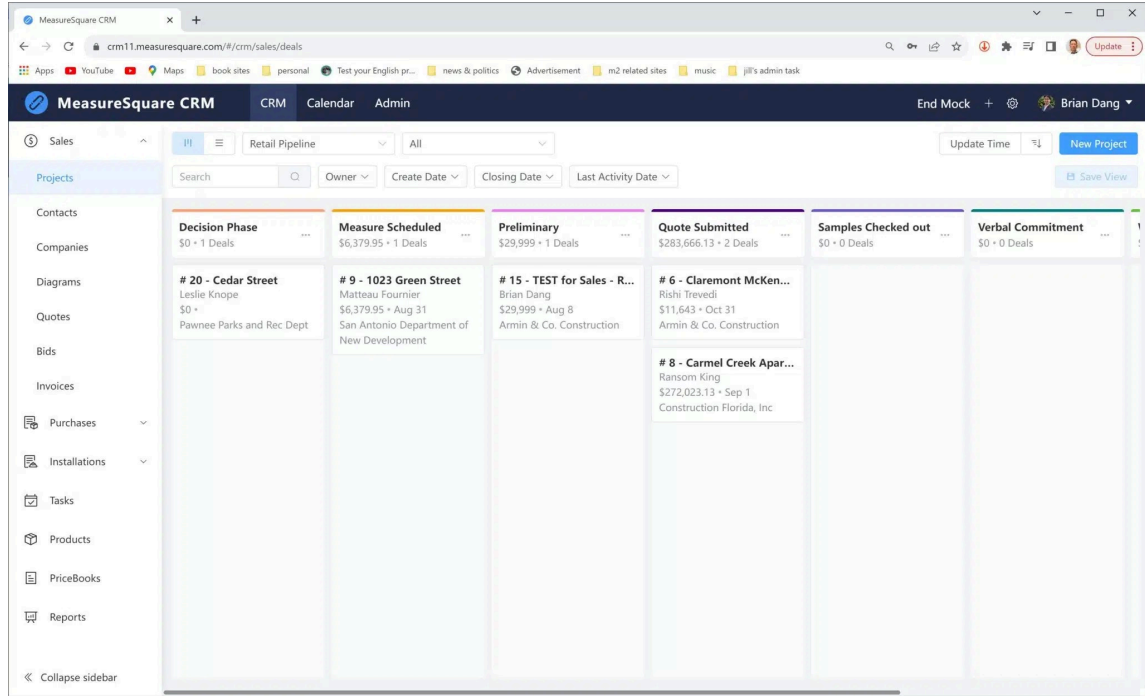 MeasureSquare CRM
crm11.measuresquare.com/#/crm/sales/deals
Update
Apps YouTube Maps book sites personal Test your English pr... news & politics Advertisement m2 related sites music jill's admin task
MeasureSquare CRM CRM Calendar Admin End Mock Brian Dang
Sales
Projects
Contacts
Companies
Diagrams
Quotes
Bids
Invoices
Purchases
Installations
Tasks
Products
PriceBooks
Reports
Collapse sidebar
Retail Pipeline All Update Time New Project
Search Owner Create Date Closing Date Last Activity Date Save View
Decision Phase
$0 • 1 Deals
# 20 - Cedar Street
Leslie Knope
$0 •
Pawnee Parks and Rec Dept
Measure Scheduled
$6,379.95 • 1 Deals
# 9 - 1023 Green Street
Matteau Fournier
$6,379.95 • Aug 31
San Antonio Department of
New Development
Preliminary
$29,999 • 1 Deals
# 15 - TEST for Sales - R...
Brian Dang
$29,999 • Aug 8
Armin & Co. Construction
Quote Submitted
$283,666.13 • 2 Deals
# 6 - Claremont McKen...
Rishi Trevedi
$11,643 • Oct 31
Armin & Co. Construction
# 8 - Carmel Creek Apar...
Ransom King
$272,023.13 • Sep 1
Construction Florida, Inc
Samples Checked out
$0 • 0 Deals
Verbal Commitment
$0 • 0 Deals